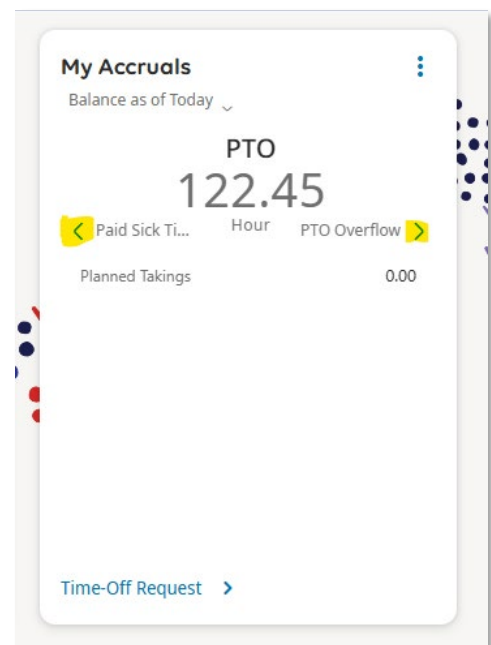 My Accruals
Balance as of Today
PTO
122.45
Paid Sick Ti... Hour PTO Overflow
Planned Takings 0.00
Time-Off Request